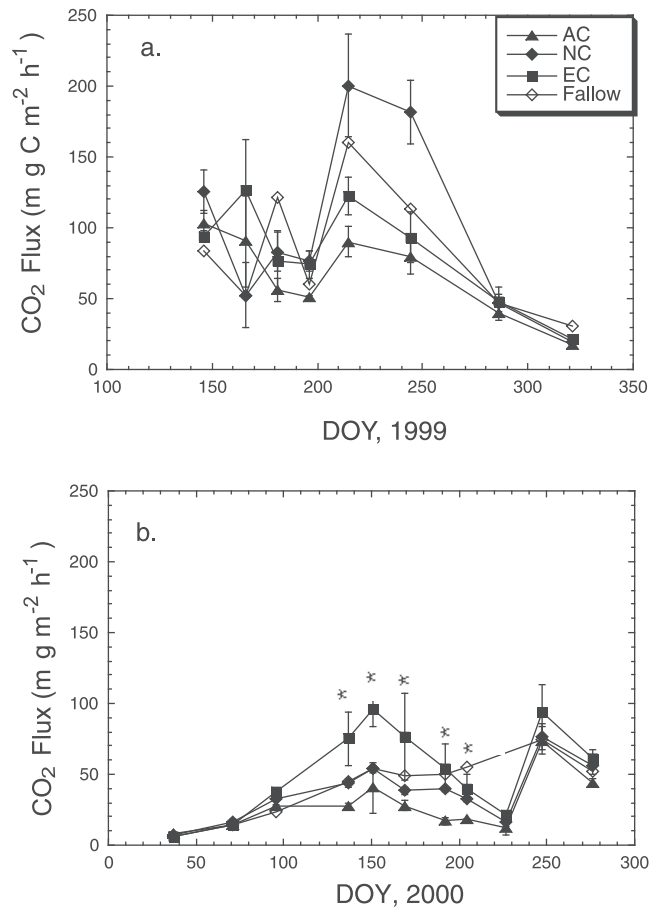 a.
AC
NC
EC
Fallow
250
200
150
100
50
0
CO₂ Flux (m g C m⁻² h⁻¹)
100 150 200 250 300 350
DOY, 1999
b.
250
200
150
100
50
0
CO₂ Flux (m g m⁻² h⁻¹)
* * * * *
0 50 100 150 200 250 300
DOY, 2000